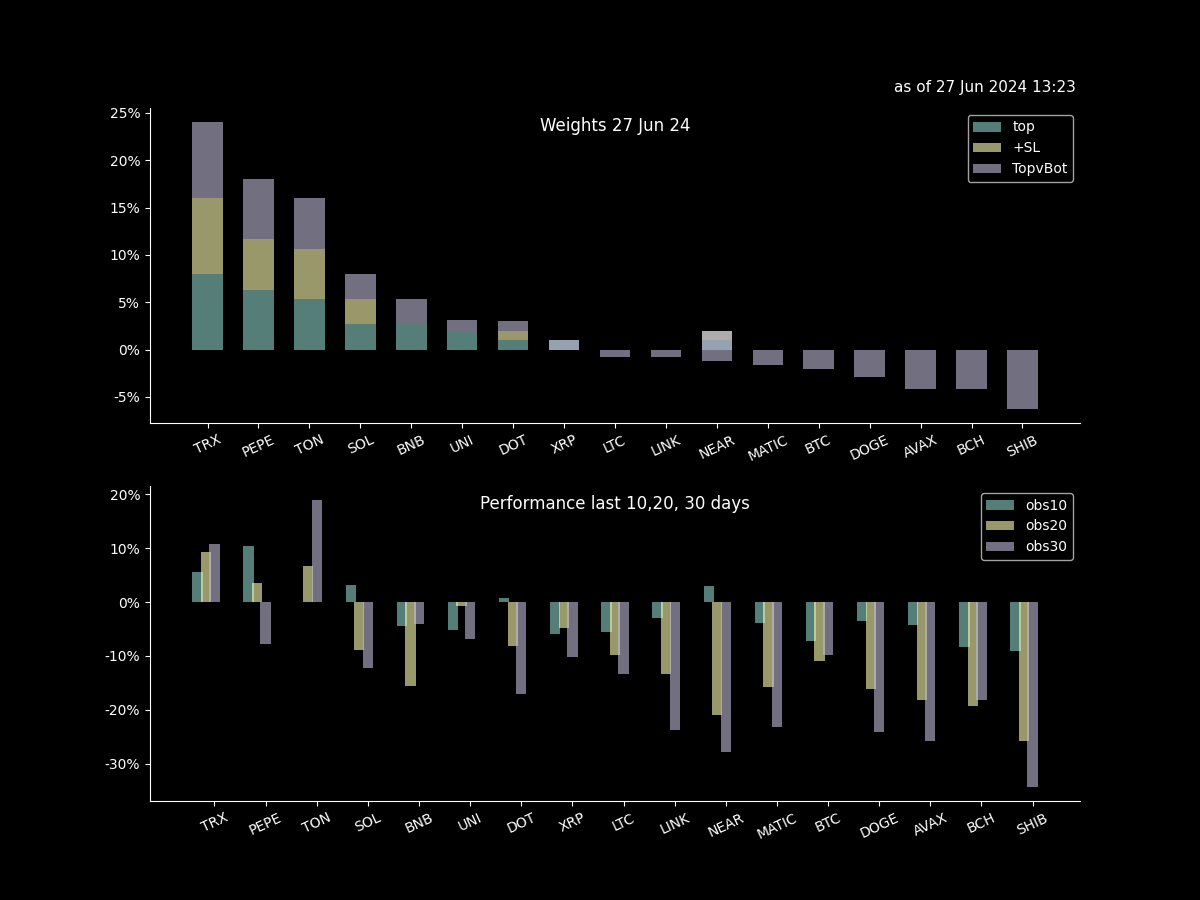 as of 27 Jun 2024 13:23
Weights 27 Jun 24
top
+SL
TopvBot
25%
20%
15%
10%
5%
0%
-5%
TRX PEPE TON SOL BNB UNI DOT XRP LTC LINK NEAR MATIC BTC DOGE AVAX BCH SHIB
Performance last 10,20, 30 days
obs10
obs20
obs30
20%
10%
0%
-10%
-20%
-30%
TRX PEPE TON SOL BNB UNI DOT XRP LTC LINK NEAR MATIC BTC DOGE AVAX BCH SHIB